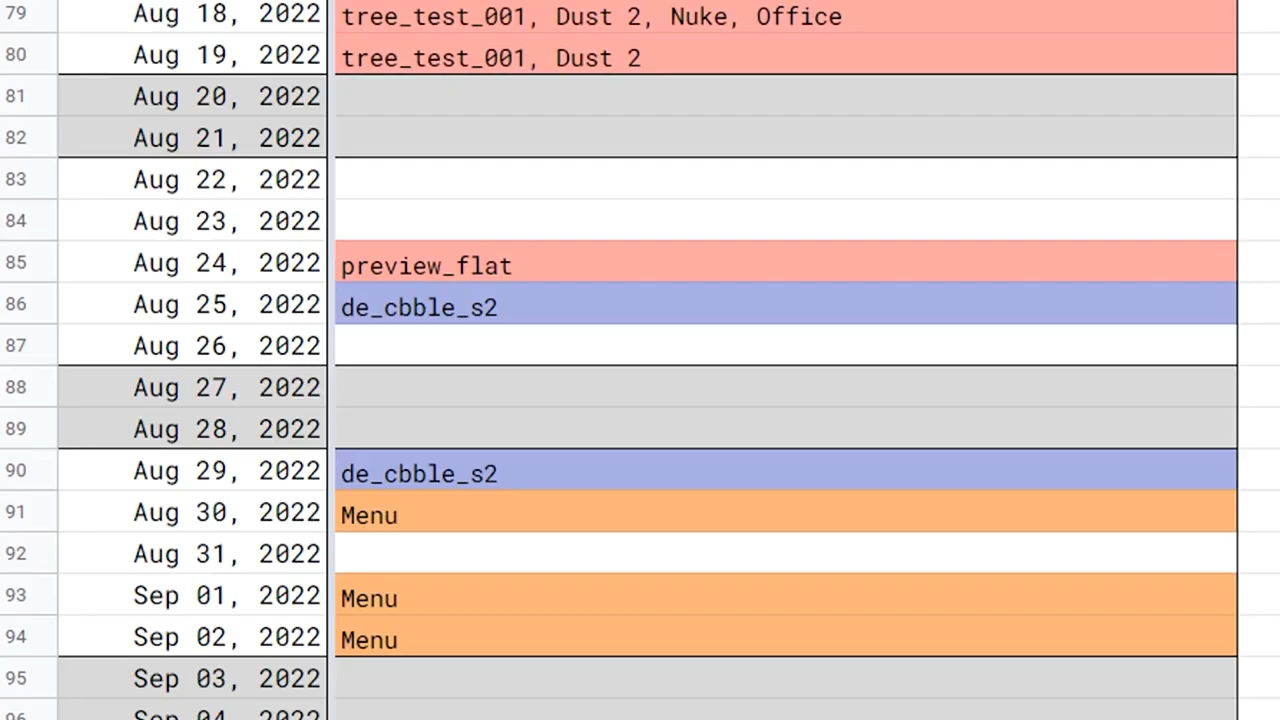 79 Aug 18, 2022 tree_test_001, Dust 2, Nuke, Office
80 Aug 19, 2022 tree_test_001, Dust 2
81 Aug 20, 2022
82 Aug 21, 2022
83 Aug 22, 2022
84 Aug 23, 2022
85 Aug 24, 2022 preview_flat
86 Aug 25, 2022 de_cbble_s2
87 Aug 26, 2022
88 Aug 27, 2022
89 Aug 28, 2022
90 Aug 29, 2022 de_cbble_s2
91 Aug 30, 2022 Menu
92 Aug 31, 2022
93 Sep 01, 2022 Menu
94 Sep 02, 2022 Menu
95 Sep 03, 2022
96 Sep 04, 2022